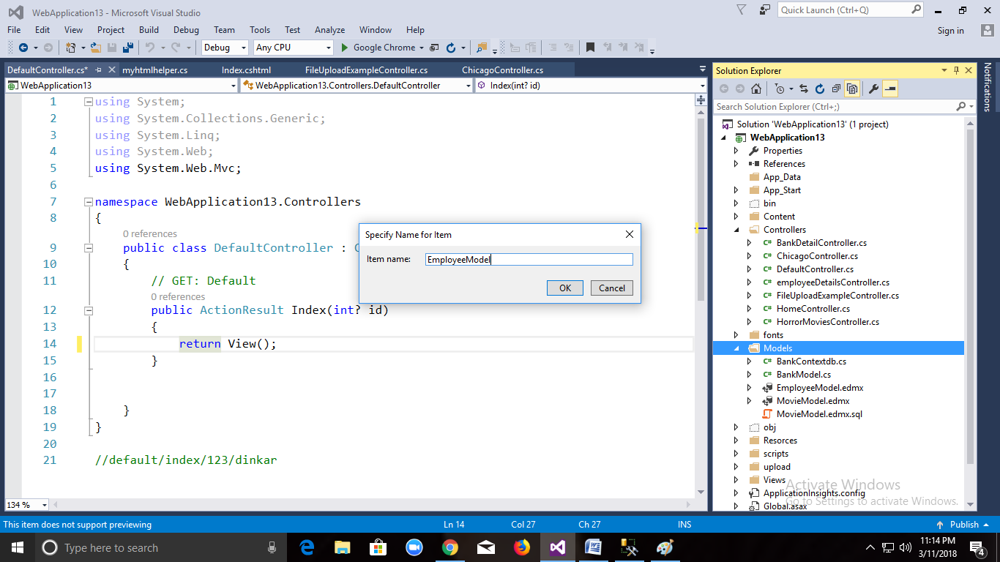 WebApplication13 - Microsoft Visual Studio
Quick Launch (Ctrl+Q)
File Edit View Project Build Debug Team Tools Test Analyze Window Help
Sign in
Debug Any CPU Google Chrome
DefaultController.cs* myhtmlhelper.cs Index.cshtml FileUploadExampleController.cs ChicagoController.cs
WebApplication13 WebApplication13.Controllers.DefaultController Index(int? id)
1 using System;
2 using System.Collections.Generic;
3 using System.Linq;
4 using System.Web;
5 using System.Web.Mvc;
6
7 namespace WebApplication13.Controllers
8 {
0 references
9 public class DefaultController : C
10 {
11 // GET: Default
0 references
12 public ActionResult Index(int? id)
13 {
14 return View();
15 }
16
17
18 }
19 }
20
21 //default/index/123/dinkar
134 %
Specify Name for Item
Item name: EmployeeModel
OK Cancel
Solution Explorer
Search Solution Explorer (Ctrl+;)
Solution 'WebApplication13' (1 project)
WebApplication13
Properties
References
App_Data
App_Start
bin
Content
Controllers
C# BankDetailController.cs
C# ChicagoController.cs
C# DefaultController.cs
C# employeeDetailsController.cs
C# FileUploadExampleController.cs
C# HomeController.cs
C# HorrorMoviesController.cs
fonts
Models
C# BankContextdb.cs
C# BankModel.cs
EmployeeModel.edmx
MovieModel.edmx
MovieModel.edmx.sql
obj
Resorces
scripts
upload
Views
ApplicationInsights.config
Global.asax
Notifications
Activate Windows
Go to Settings to activate Windows.
This item does not support previewing Ln 14 Col 27 Ch 27 INS Publish
Type here to search
11:14 PM
3/11/2018
4